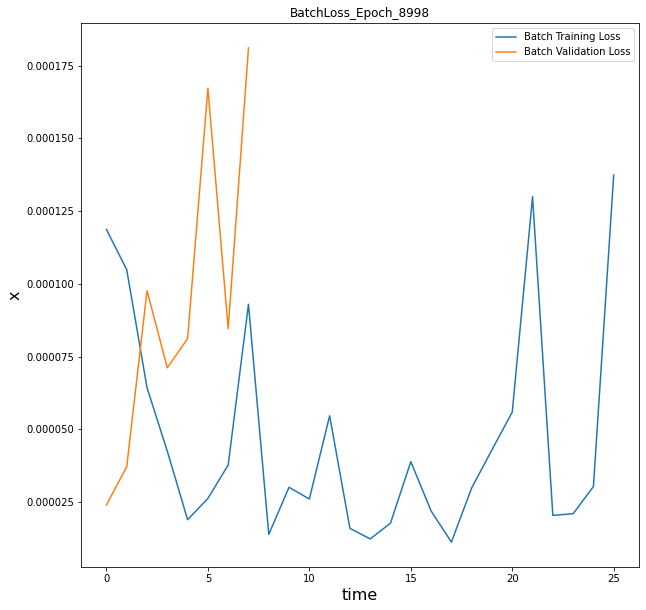 BatchLoss_Epoch_8998
Batch Training Loss
Batch Validation Loss
0.000175
0.000150
0.000125
0.000100
0.000075
0.000050
0.000025
x
0 5 10 15 20 25
time